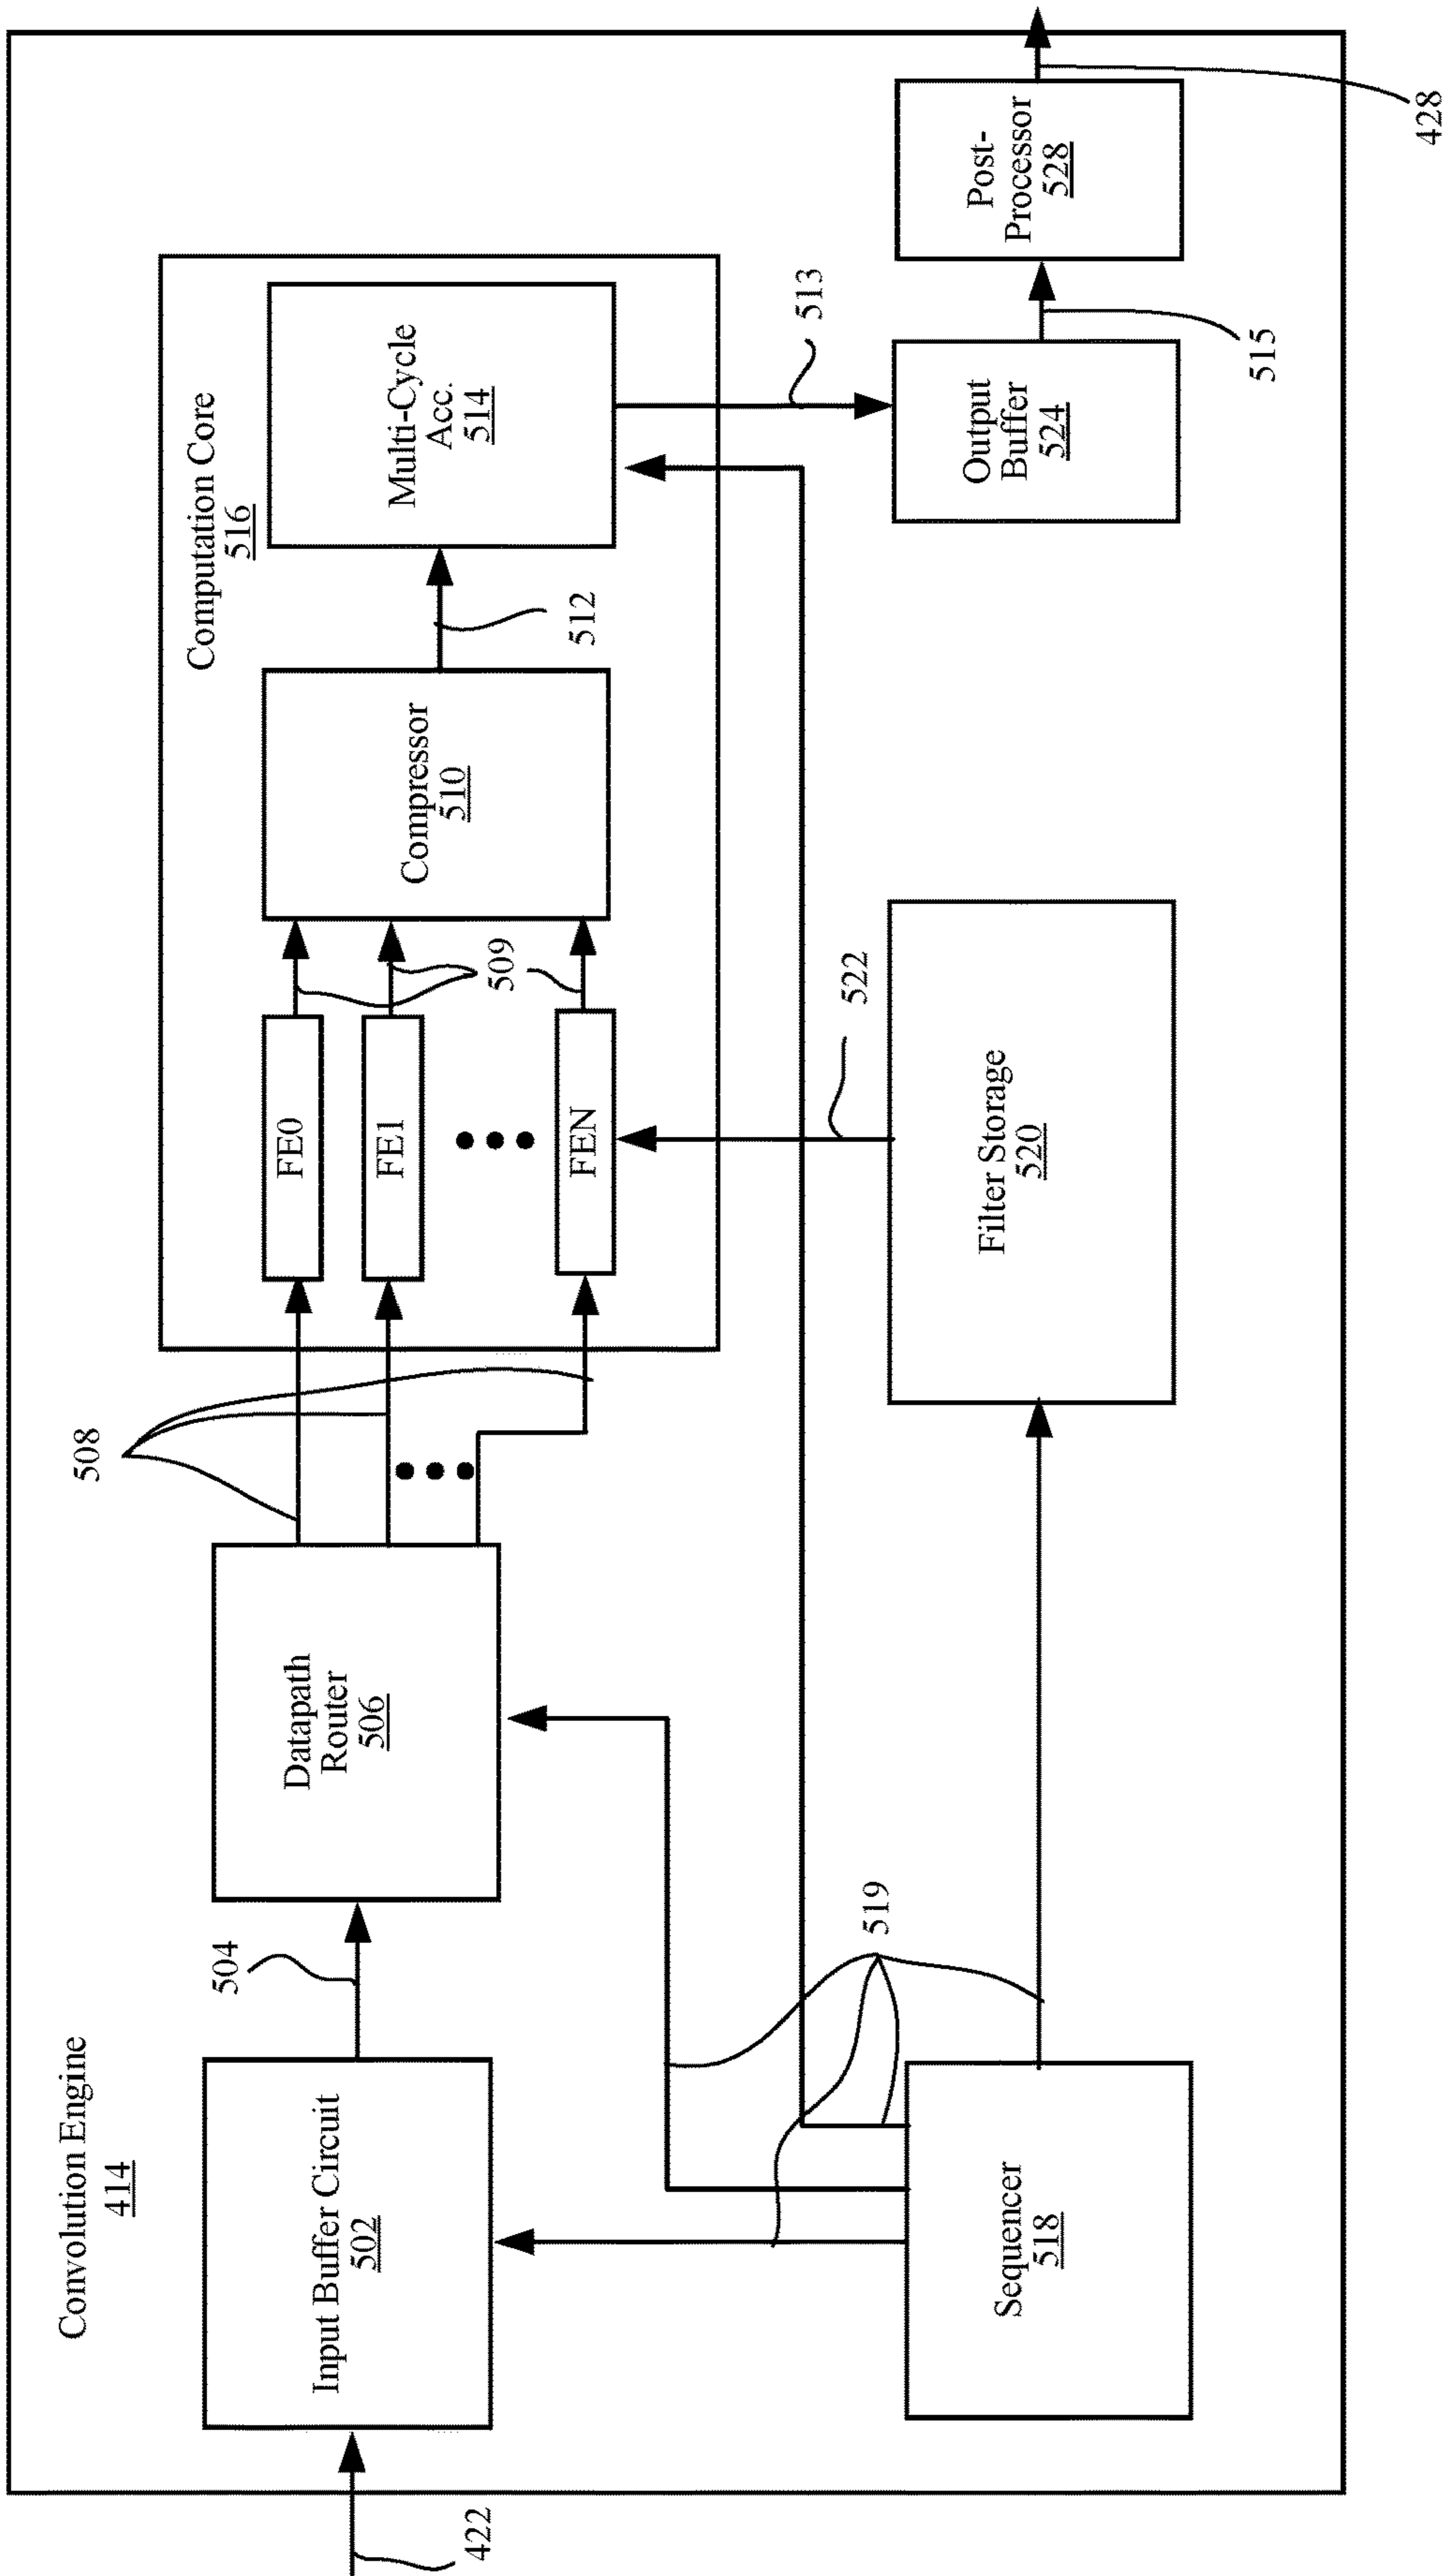 Convolution Engine
414
422
Input Buffer Circuit
502
504
Datapath
Router
506
508
Computation Core
516
FE0
FE1
FEN
509
Compressor
510
512
Multi-Cycle
Acc.
514
513
Sequencer
518
519
Filter Storage
520
522
Output
Buffer
524
515
Post-
Processor
528
428